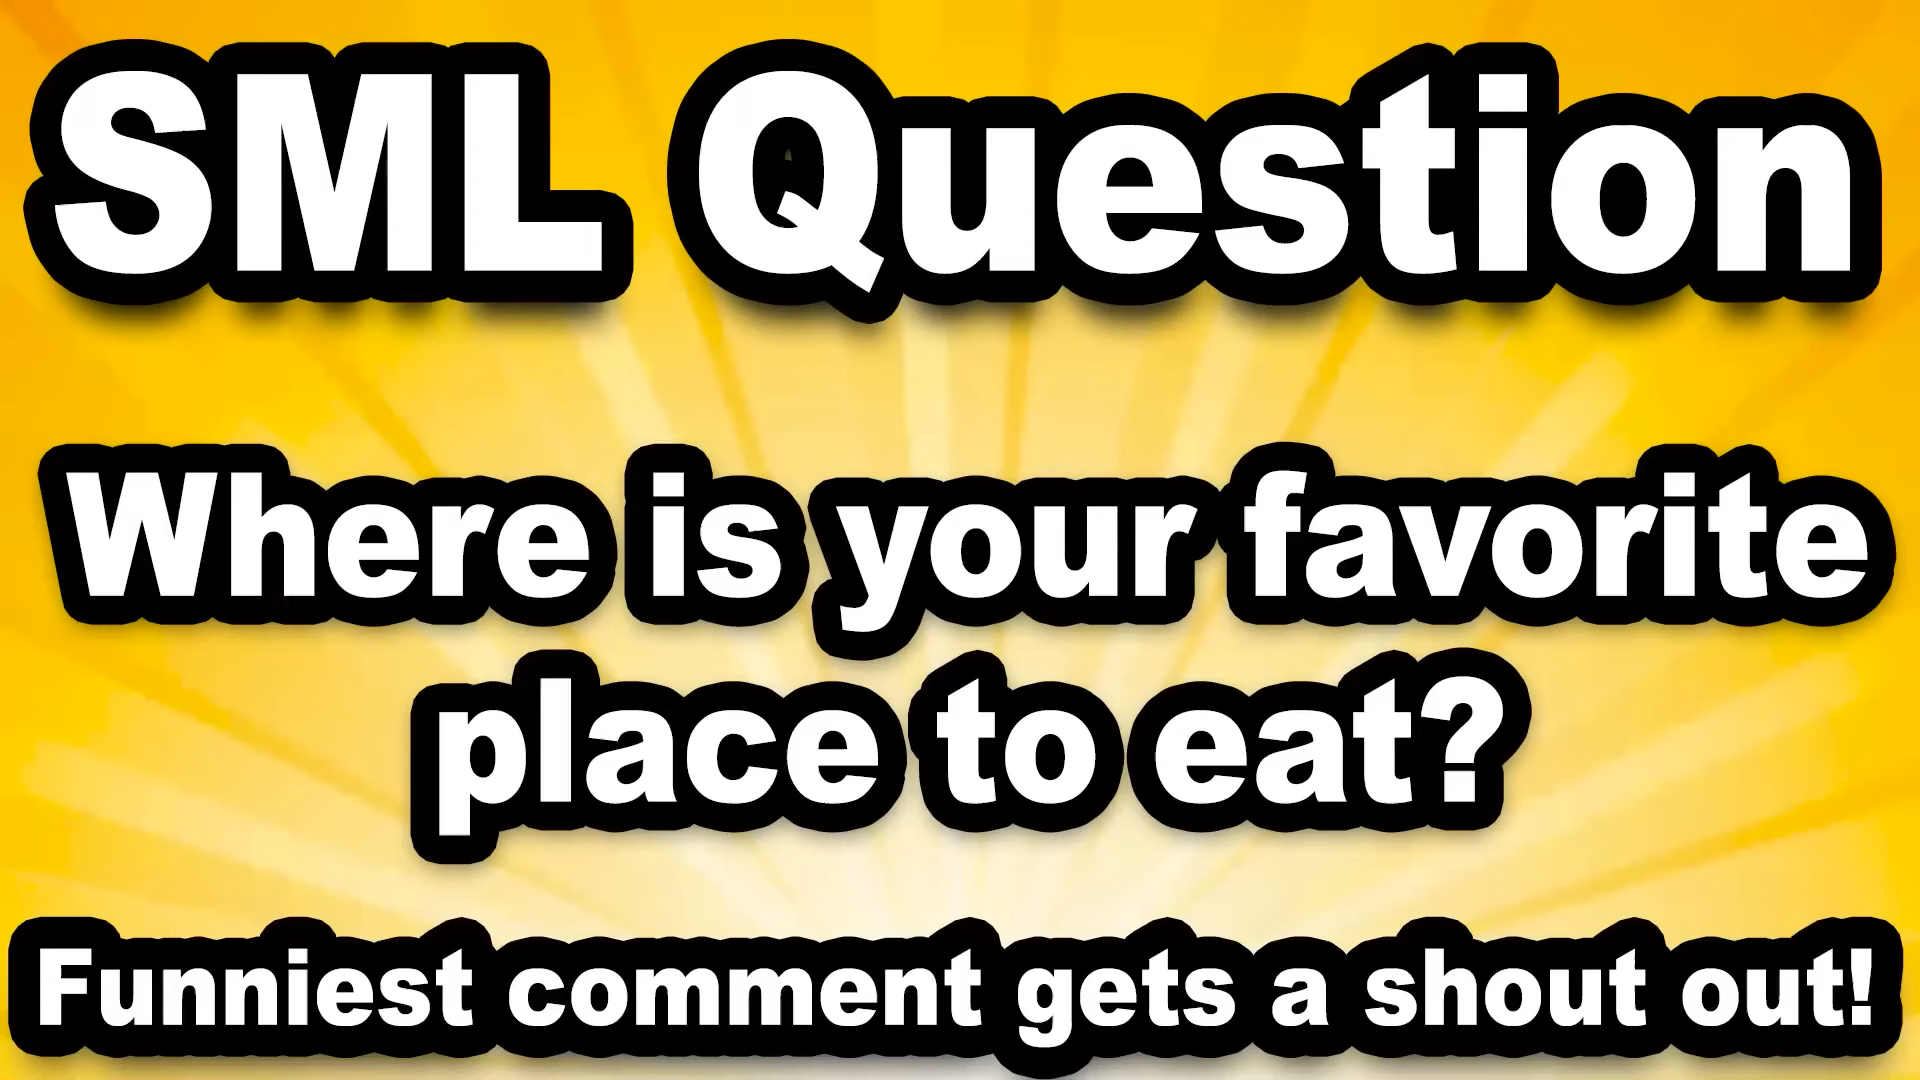 SML Question
Where is your favorite
place to eat?
Funniest comment gets a shout out!